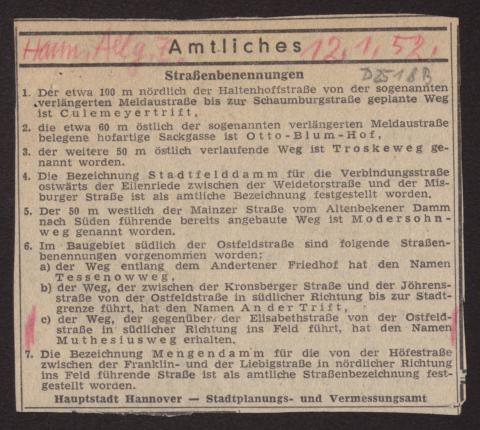 Hann. Allg. Z.
Amtliches
12.1.52.
Straßenbenennungen
D2518B
1. Der etwa 100 m nördlich der Haltenhoffstraße von der sogenannten
verlängerten Meldaustraße bis zur Schaumburgstraße geplante Weg
ist Culemeyertrift,
2. die etwa 60 m östlich der sogenannten verlängerten Meldaustraße
belegene hofartige Sackgasse ist Otto-Blum-Hof,
3. der weitere 50 m östlich verlaufende Weg ist Troskeweg ge-
nannt worden.
4. Die Bezeichnung Stadtfelddamm für die Verbindungsstraße
ostwärts der Eilenriede zwischen der Weidetorstraße und der Mis-
burger Straße ist als amtliche Bezeichnung festgestellt worden.
5. Der 50 m westlich der Mainzer Straße vom Altenbekener Damm
nach Süden führende bereits angebaute Weg ist Modersohn-
weg genannt worden.
6. Im Baugebiet südlich der Ostfeldstraße sind folgende Straßen-
benennungen vorgenommen worden:
a) der Weg entlang dem Andertener Friedhof hat den Namen
Tessenowweg,
b) der Weg, der zwischen der Kronsberger Straße und der Jöhrens-
straße von der Ostfeldstraße in südlicher Richtung bis zur Stadt-
grenze führt, hat den Namen An der Trift,
c) der Weg, der gegenüber der Elisabethstraße von der Ostfeld-
straße in südlicher Richtung ins Feld führt, hat den Namen
Muthesiusweg erhalten.
7. Die Bezeichnung Mengendamm für die von der Höfestraße
zwischen der Franklin- und der Liebigstraße in nördlicher Richtung
ins Feld führende Straße ist als amtliche Straßenbezeichnung fest-
gestellt worden.
Hauptstadt Hannover — Stadtplanungs- und Vermessungsamt